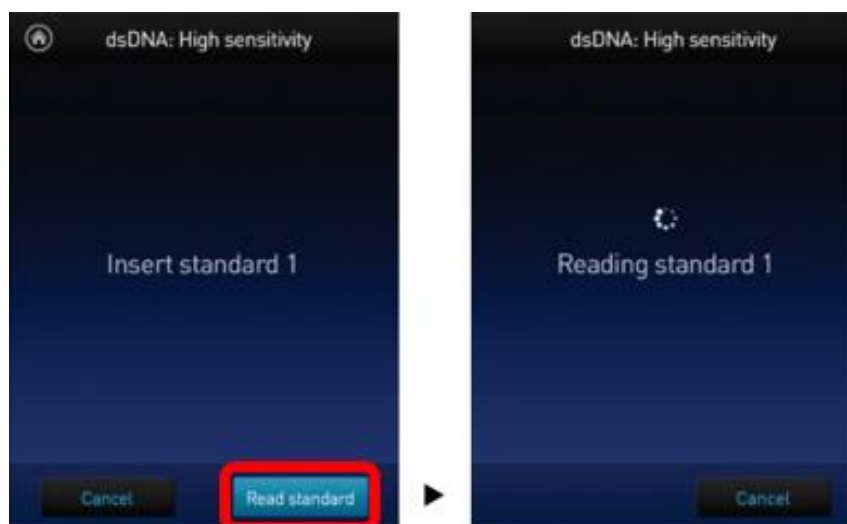 dsDNA: High sensitivity
Insert standard 1
Cancel
Read standard
dsDNA: High sensitivity
Reading standard 1
Cancel